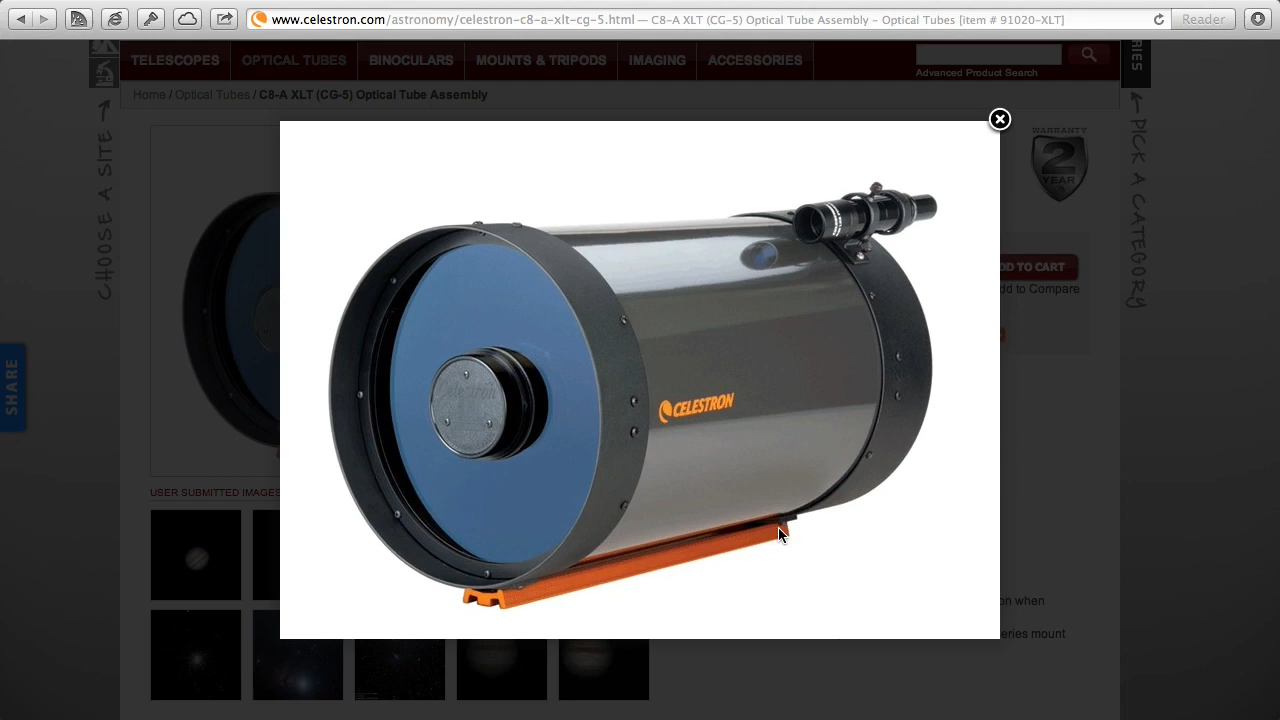 www.celestron.com/astronomy/celestron-c8-a-xlt-cg-5.html — C8-A XLT (CG-5) Optical Tube Assembly – Optical Tubes [item # 91020-XLT]
Reader
TELESCOPES
OPTICAL TUBES
BINOCULARS
MOUNTS & TRIPODS
IMAGING
ACCESSORIES
Advanced Product Search
RIES
Home / Optical Tubes / C8-A XLT (CG-5) Optical Tube Assembly
CHOOSE A SITE
PICK A CATEGORY
WARRANTY
2
YEAR
DD TO CART
dd to Compare
SHARE
Celestron
CELESTRON
USER SUBMITTED IMAGES
on when
eries mount